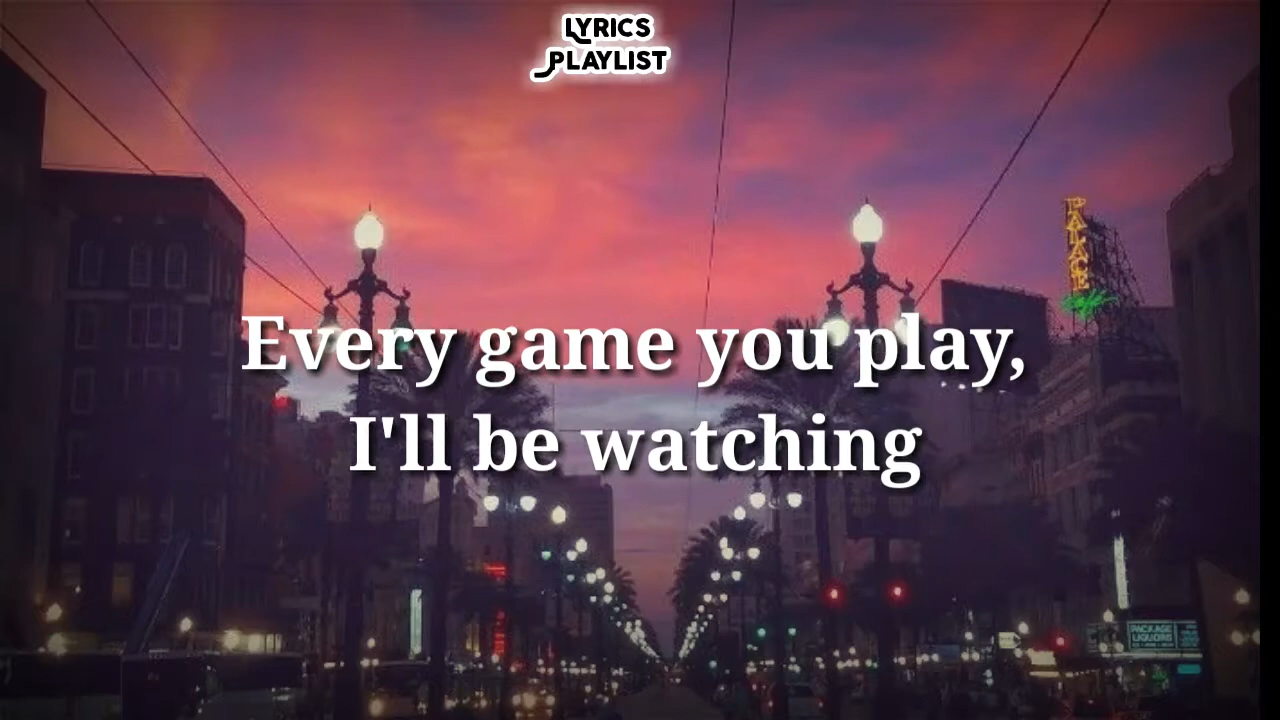 LYRICS
PLAYLIST
PALACE
Every game you play,
I'll be watching
PACKAGE
LIQUORS